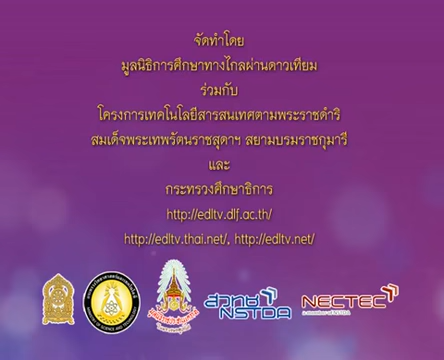 จัดทำโดย
มูลนิธิการศึกษาทางไกลผ่านดาวเทียม
ร่วมกับ
โครงการเทคโนโลยีสารสนเทศตามพระราชดำริ
สมเด็จพระเทพรัตนราชสุดาฯ สยามบรมราชกุมารี
และ
กระทรวงศึกษาธิการ
http://edltv.dlf.ac.th/
http://edltv.thai.net/, http://edltv.net/
สวทช
NSTDA
NECTEC
a member of NSTDA